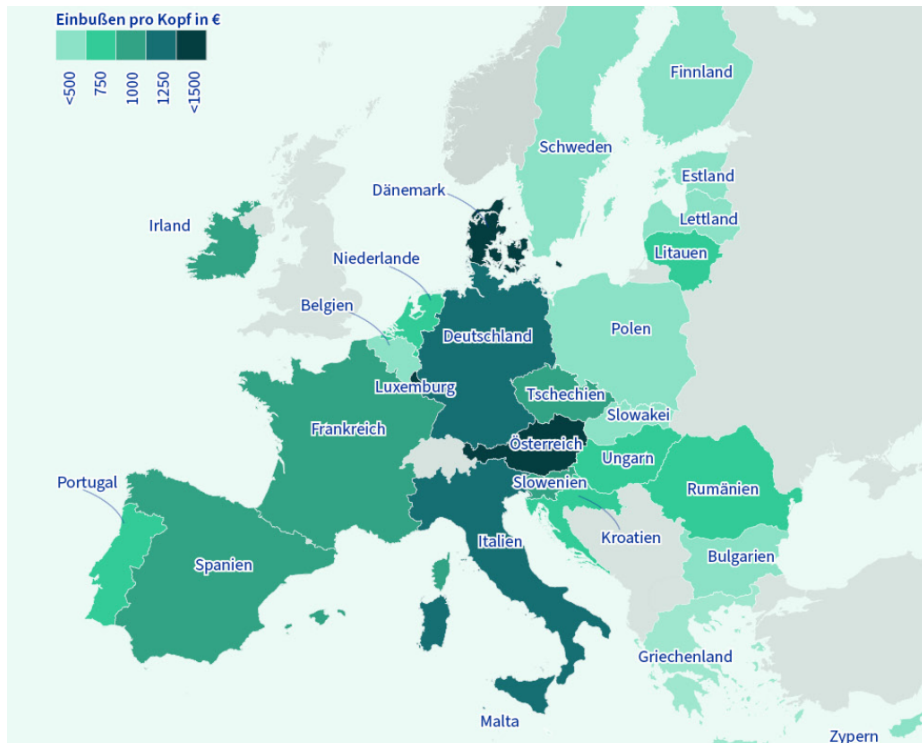 Einbußen pro Kopf in €
<500
750
1000
1250
<1500
Finnland
Schweden
Estland
Dänemark
Lettland
Irland
Litauen
Niederlande
Belgien
Polen
Deutschland
Luxemburg
Tschechien
Slowakei
Frankreich
Österreich
Ungarn
Slowenien
Portugal
Rumänien
Kroatien
Italien
Bulgarien
Spanien
Griechenland
Malta
Zypern